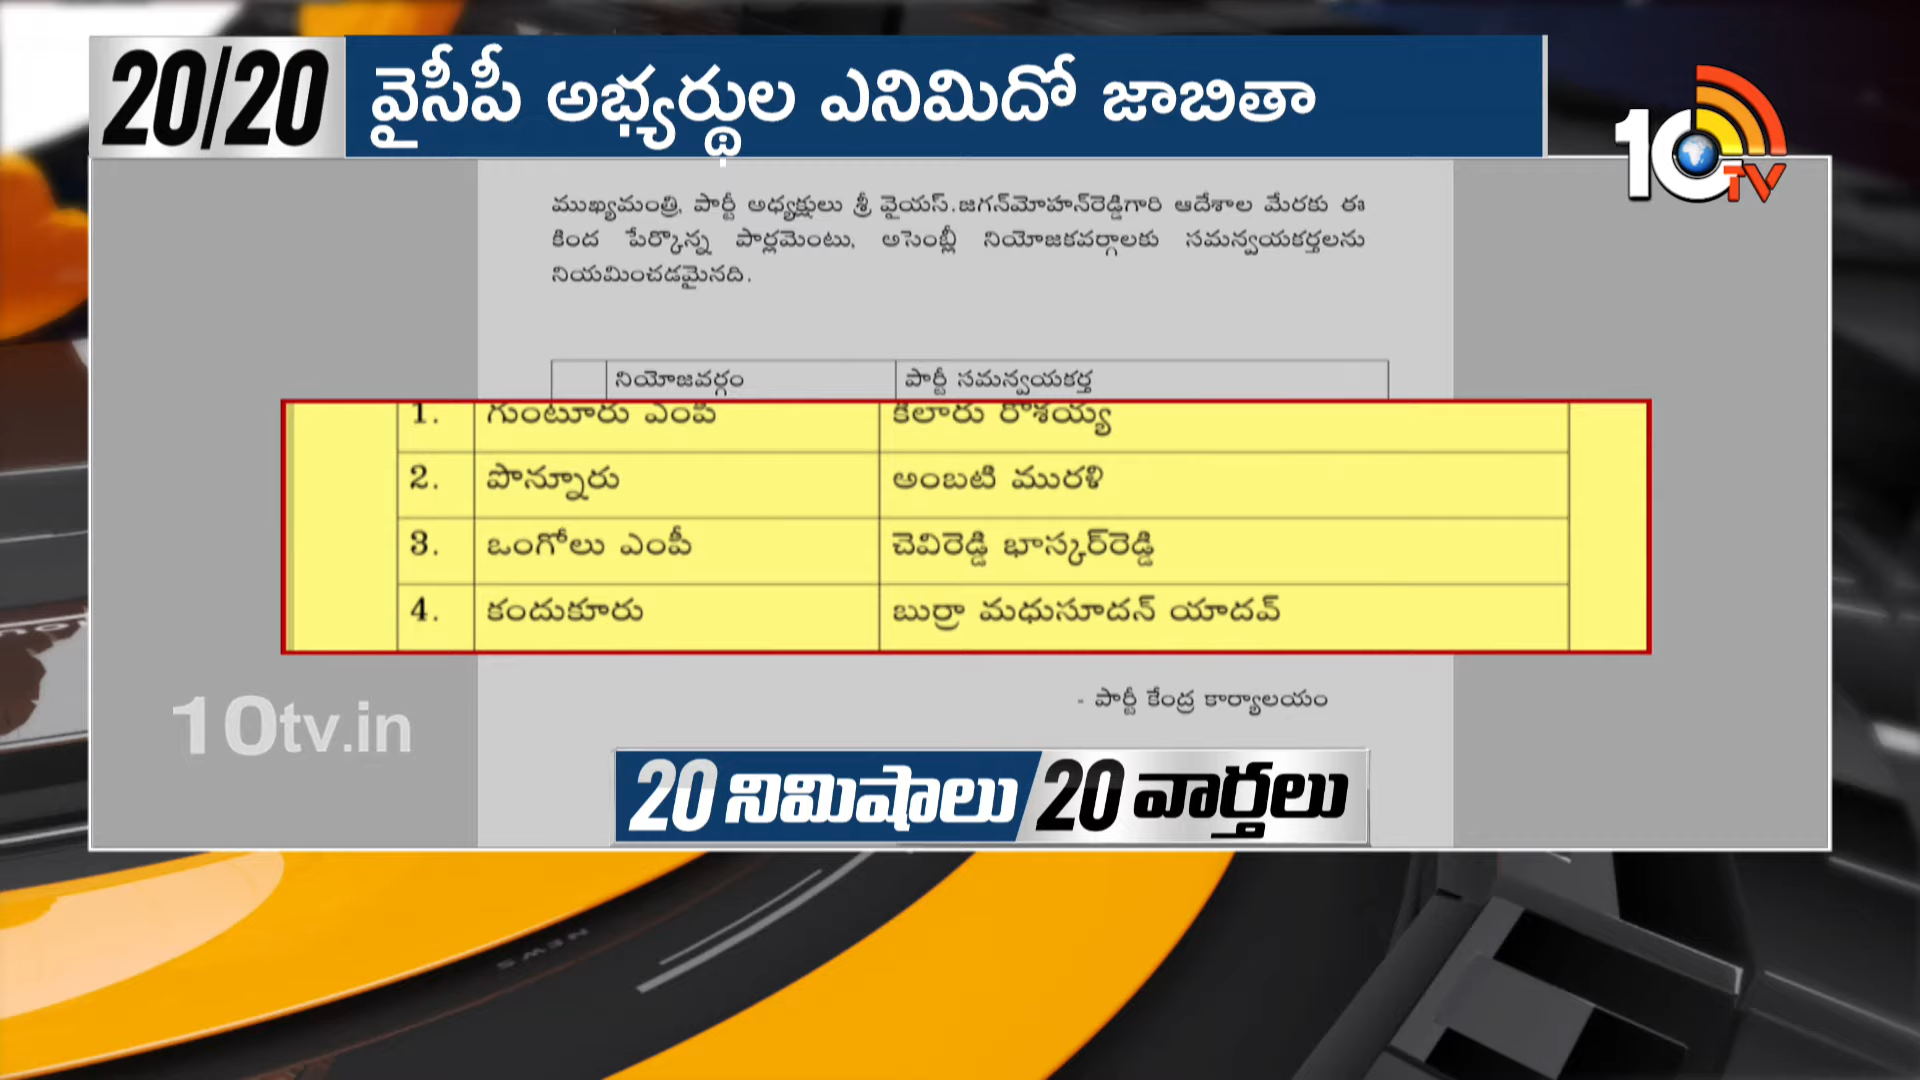 20/20 వైసీపీ అభ్యర్థుల ఎనిమిదో జాబితా
10TV
ముఖ్యమంత్రి, పార్టీ అధ్యక్షులు శ్రీ వైయస్.జగన్‌మోహన్‌రెడ్డిగారి ఆదేశాల మేరకు ఈ
కింద పేర్కొన్న పార్లమెంటు, అసెంబ్లీ నియోజకవర్గాలకు సమన్వయకర్తలను
నియమించడమైనది.
నియోజవర్గం పార్టీ సమన్వయకర్త
1. గుంటూరు ఎంపీ కిలారు రోశయ్య
2. పొన్నూరు అంబటి మురళి
3. ఒంగోలు ఎంపీ చెవిరెడ్డి భాస్కర్‌రెడ్డి
4. కందుకూరు బుర్రా మధుసూదన్ యాదవ్
- పార్టీ కేంద్ర కార్యాలయం
10tv.in
20 నిమిషాలు 20 వార్తలు
NEWS